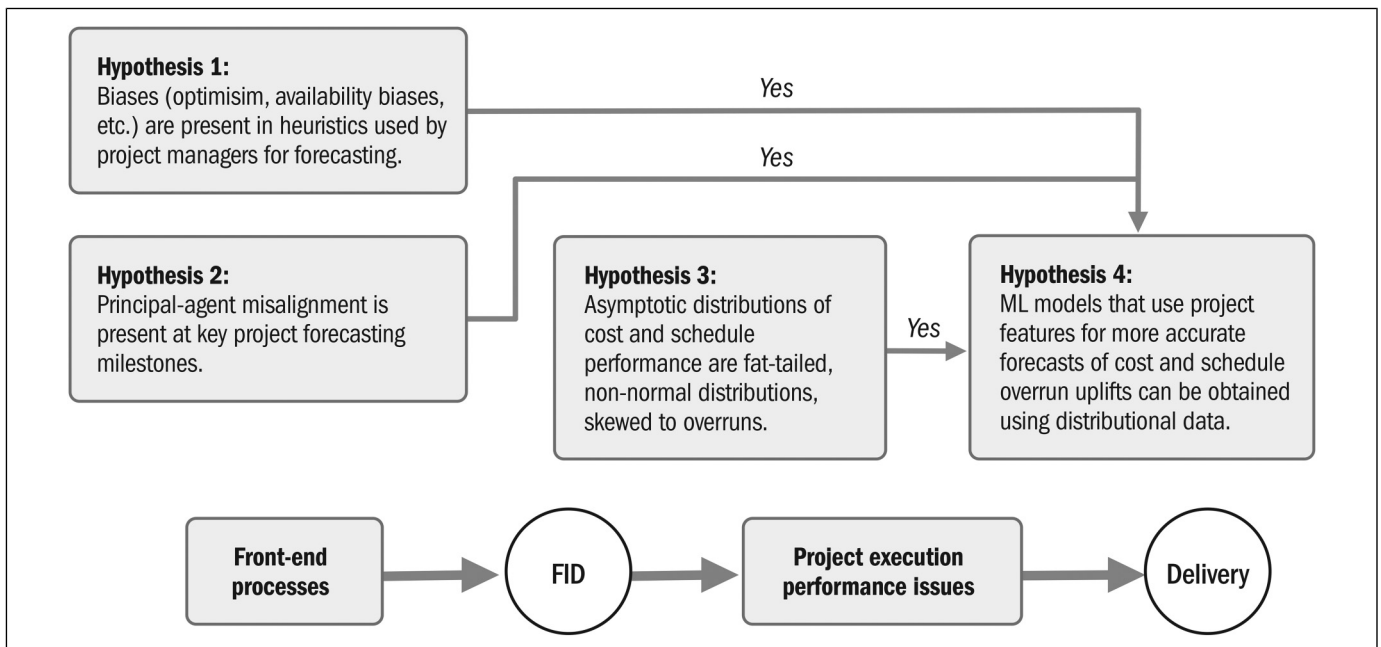 Hypothesis 1:
Biases (optimisim, availability biases,
etc.) are present in heuristics used by
project managers for forecasting.
Yes
Yes
Hypothesis 2:
Principal-agent misalignment is
present at key project forecasting
milestones.
Hypothesis 3:
Asymptotic distributions of
cost and schedule
performance are fat-tailed,
non-normal distributions,
skewed to overruns.
Yes
Hypothesis 4:
ML models that use project
features for more accurate
forecasts of cost and schedule
overrun uplifts can be obtained
using distributional data.
Front-end
processes
FID
Project execution
performance issues
Delivery